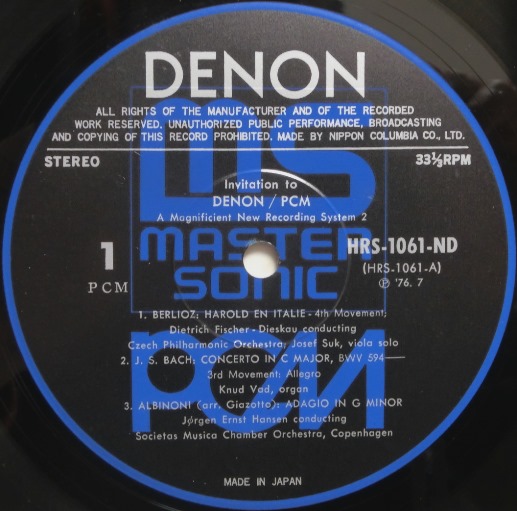 DENON
ALL RIGHTS OF THE MANUFACTURER AND OF THE RECORDED
WORK RESERVED. UNAUTHORIZED PUBLIC PERFORMANCE, BROADCASTING
AND COPYING OF THIS RECORD PROHIBITED. MADE BY NIPPON COLUMBIA CO., LTD.
STEREO 33⅓RPM
ms
Invitation to
DENON / PCM
A Magnificient New Recording System 2
MASTER
SONIC
1
PCM
HRS-1061-ND
(HRS-1061-A)
℗ '76. 7
PCM
1. BERLIOZ; HAROLD EN ITALIE - 4th Movement;
Dietrich Fischer - Dieskau conducting
Czech Philharmonic Orchestra; Josef Suk, viola solo
2. J. S. BACH; CONCERTO IN C MAJOR, BWV 594
3rd Movement: Allegro
Knud Vad, organ
3. ALBINONI (arr. Giazotto): ADAGIO IN G MINOR
Jørgen Ernst Hansen conducting
Societas Musica Chamber Orchestra, Copenhagen
MADE IN JAPAN